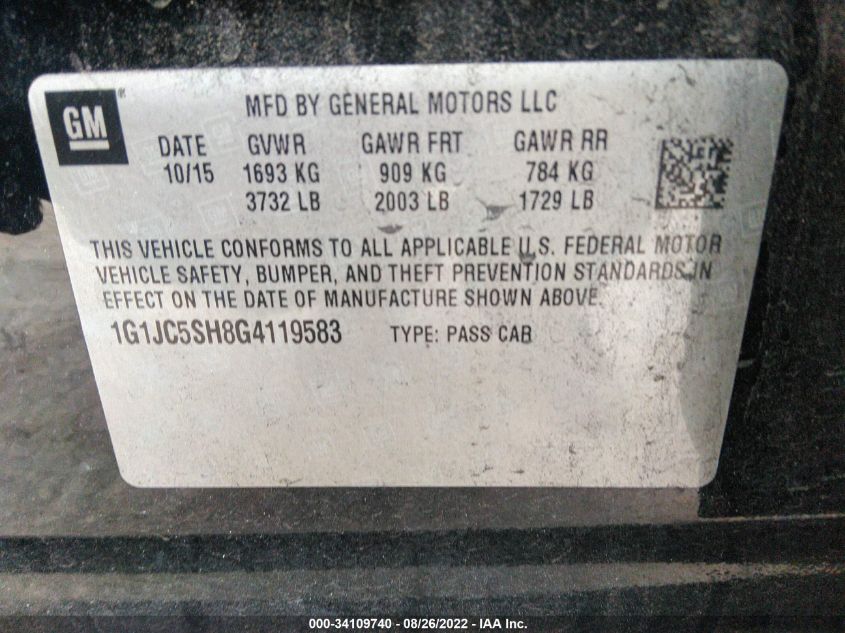 GM ®
MFD BY GENERAL MOTORS LLC
DATE GVWR GAWR FRT GAWR RR
10/15 1693 KG 909 KG 784 KG
3732 LB 2003 LB 1729 LB
THIS VEHICLE CONFORMS TO ALL APPLICABLE U.S. FEDERAL MOTOR
VEHICLE SAFETY, BUMPER, AND THEFT PREVENTION STANDARDS IN
EFFECT ON THE DATE OF MANUFACTURE SHOWN ABOVE.
1G1JC5SH8G4119583 TYPE: PASS CAR
000-34109740 - 08/26/2022 - IAA Inc.